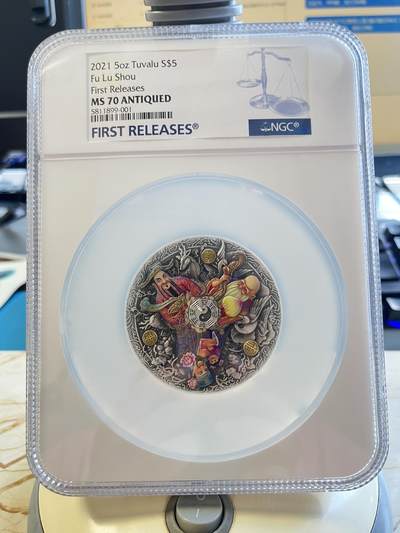 2021 5oz Tuvalu S$5
Fu Lu Shou
First Releases
MS 70 ANTIQUED
5811899-001
FIRST RELEASES®
NGC®